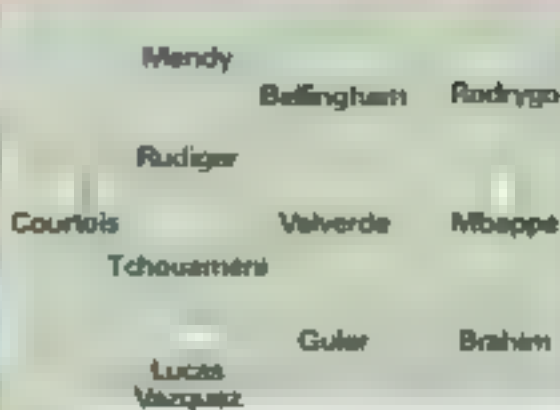 Mendy
Bellingham
Rodrygo
Rudiger
Courtois
Valverde
Mbappe
Tchouameni
Guler
Brahim
Lucas
Vazquez